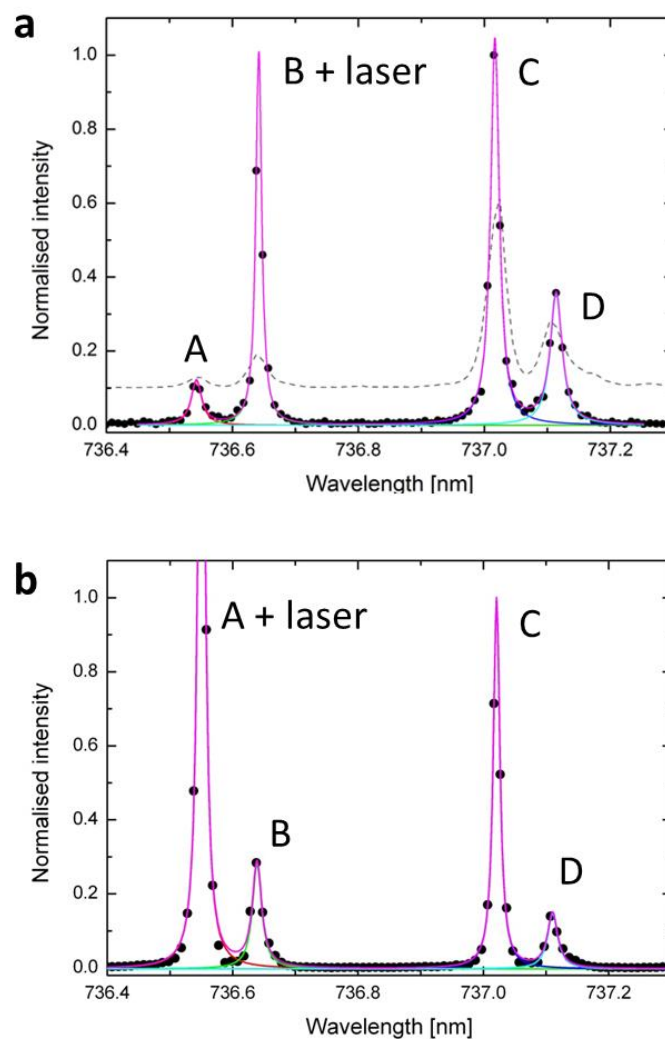 a
B + laser
C
A
D
Normalised intensity
1.0
0.8
0.6
0.4
0.2
0.0
736.4
736.6
736.8
737.0
737.2
Wavelength [nm]
b
A + laser
C
B
D
Normalised intensity
1.0
0.8
0.6
0.4
0.2
0.0
736.4
736.6
736.8
737.0
737.2
Wavelength [nm]